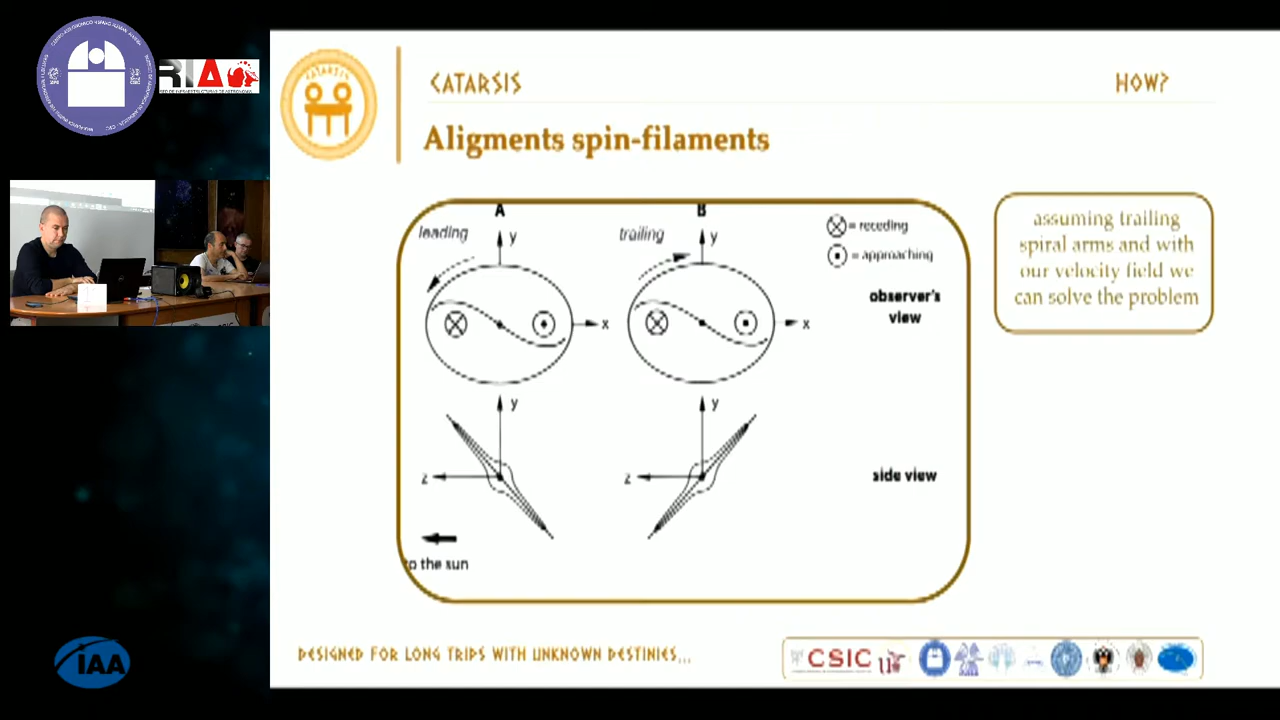 CATARSIS
HOW?
Aligments spin-filaments
A
B
leading
y
trailing
y
= receding
= approaching
x
x
observer's
view
y
y
z
z
side view
to the sun
assuming trailing
spiral arms and with
our velocity field we
can solve the problem
DESIGNED FOR LONG TRIPS WITH UNKNOWN DESTINIES...
CSIC
RIA
IAA